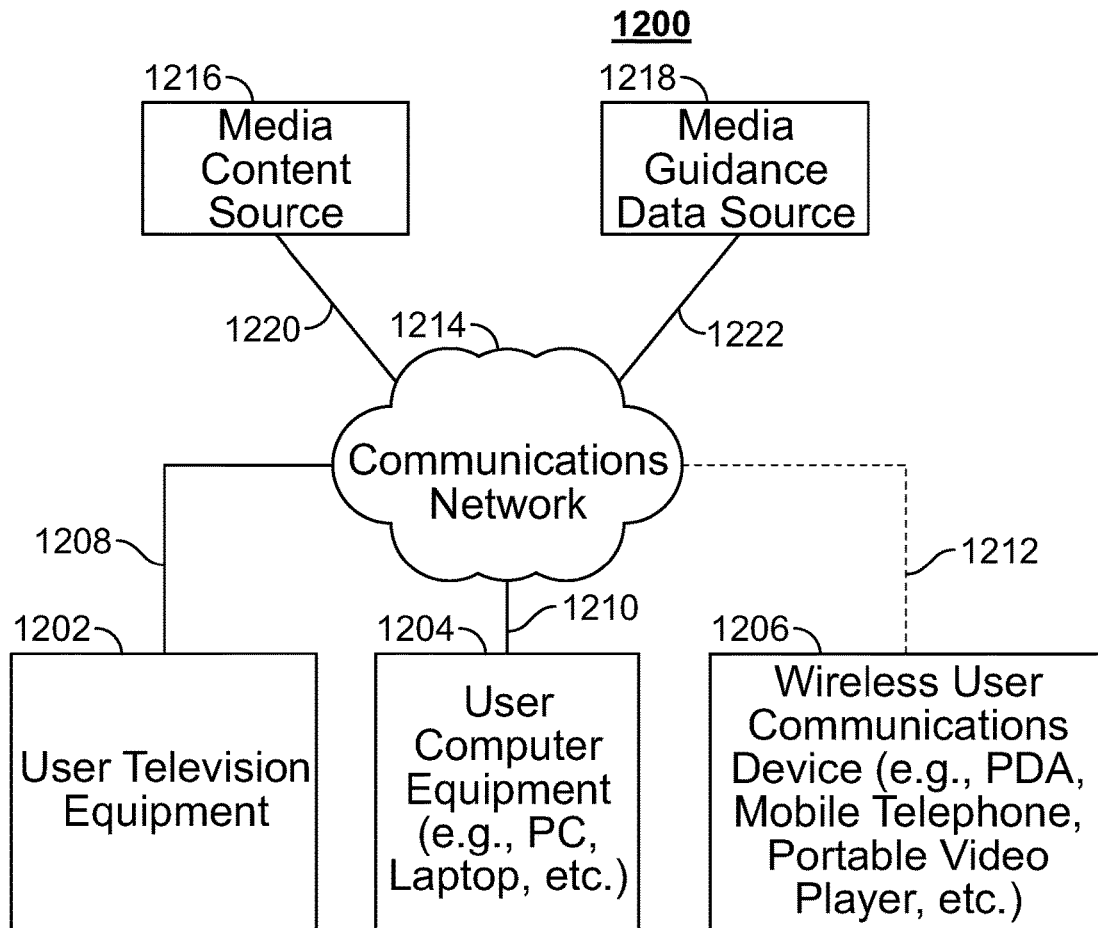 1200
1216
Media
Content
Source
1218
Media
Guidance
Data Source
1220
1214
1222
Communications
Network
1208
1210
1212
1202
User Television
Equipment
1204
User
Computer
Equipment
(e.g., PC,
Laptop, etc.)
1206
Wireless User
Communications
Device (e.g., PDA,
Mobile Telephone,
Portable Video
Player, etc.)